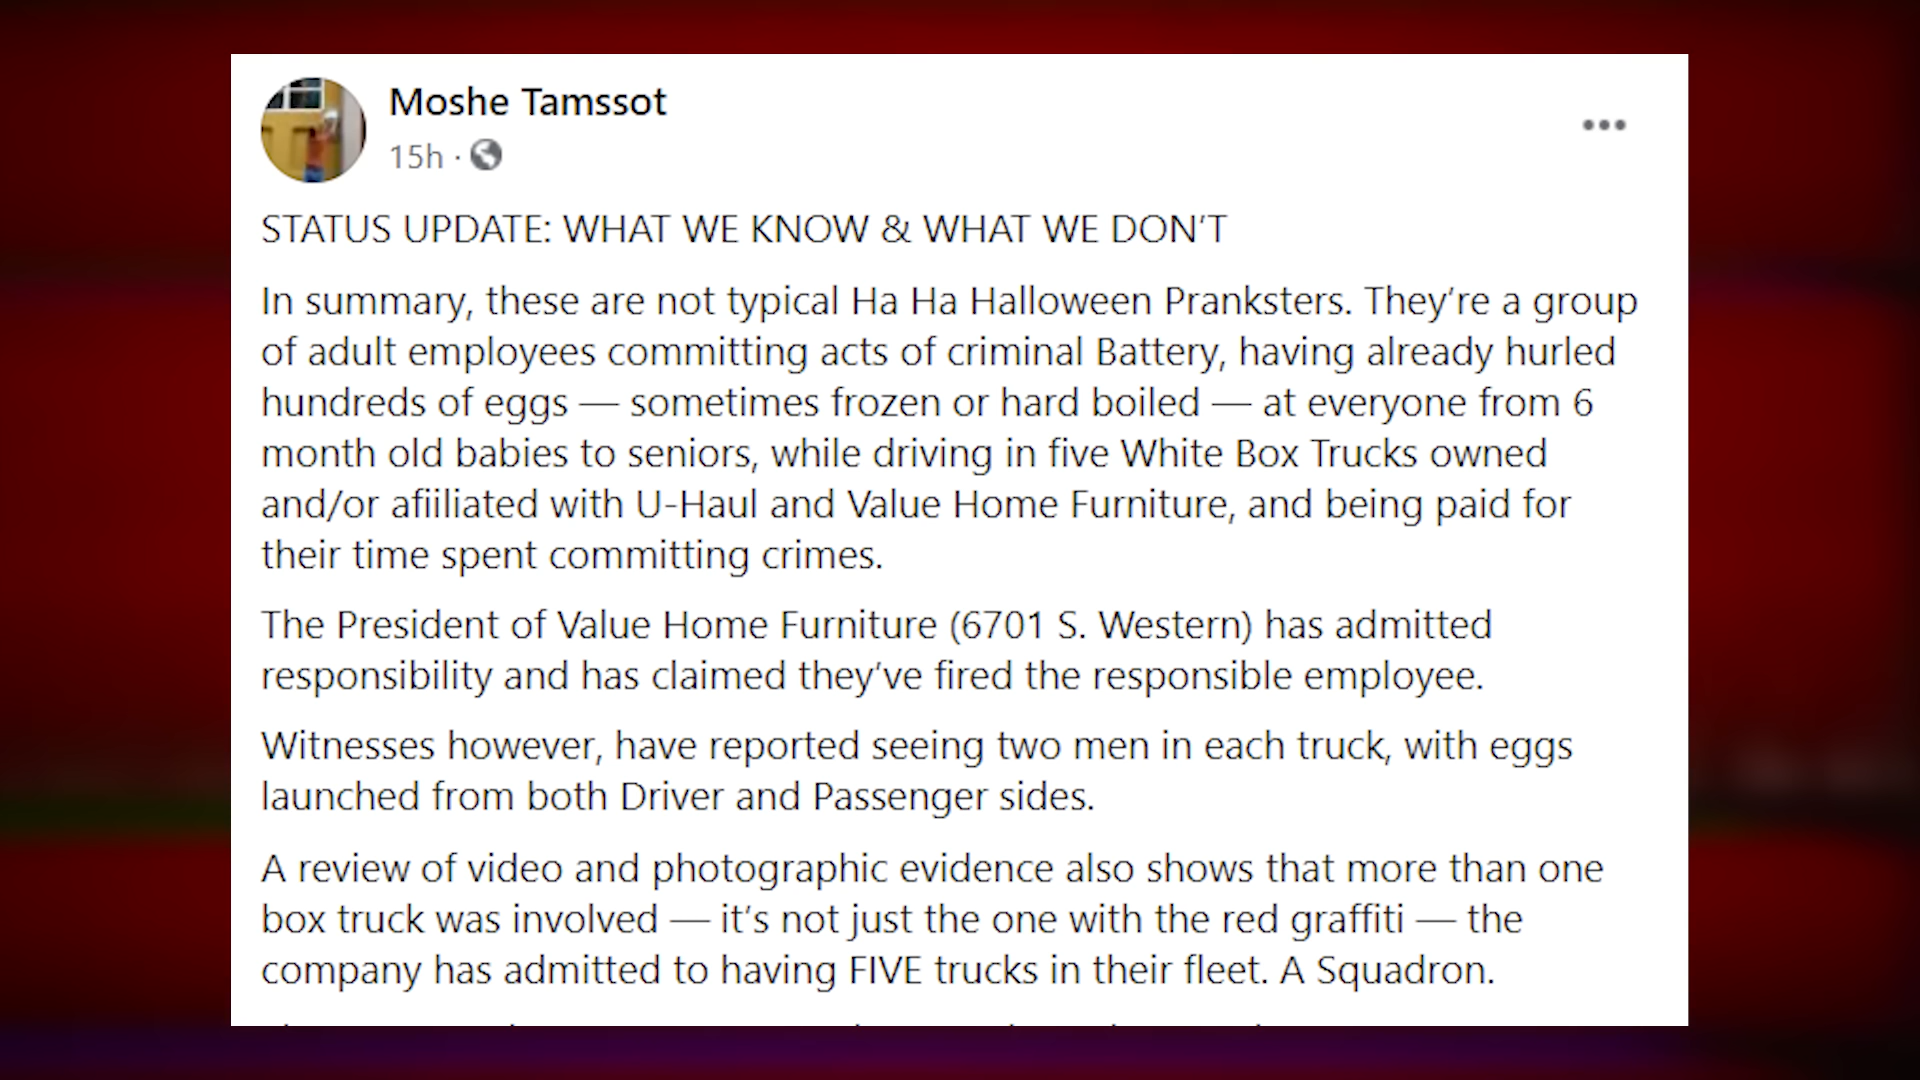 Moshe Tamssot
15h ·
STATUS UPDATE: WHAT WE KNOW & WHAT WE DON'T
In summary, these are not typical Ha Ha Halloween Pranksters. They're a group
of adult employees committing acts of criminal Battery, having already hurled
hundreds of eggs — sometimes frozen or hard boiled — at everyone from 6
month old babies to seniors, while driving in five White Box Trucks owned
and/or afiiliated with U-Haul and Value Home Furniture, and being paid for
their time spent committing crimes.
The President of Value Home Furniture (6701 S. Western) has admitted
responsibility and has claimed they've fired the responsible employee.
Witnesses however, have reported seeing two men in each truck, with eggs
launched from both Driver and Passenger sides.
A review of video and photographic evidence also shows that more than one
box truck was involved — it's not just the one with the red graffiti — the
company has admitted to having FIVE trucks in their fleet. A Squadron.